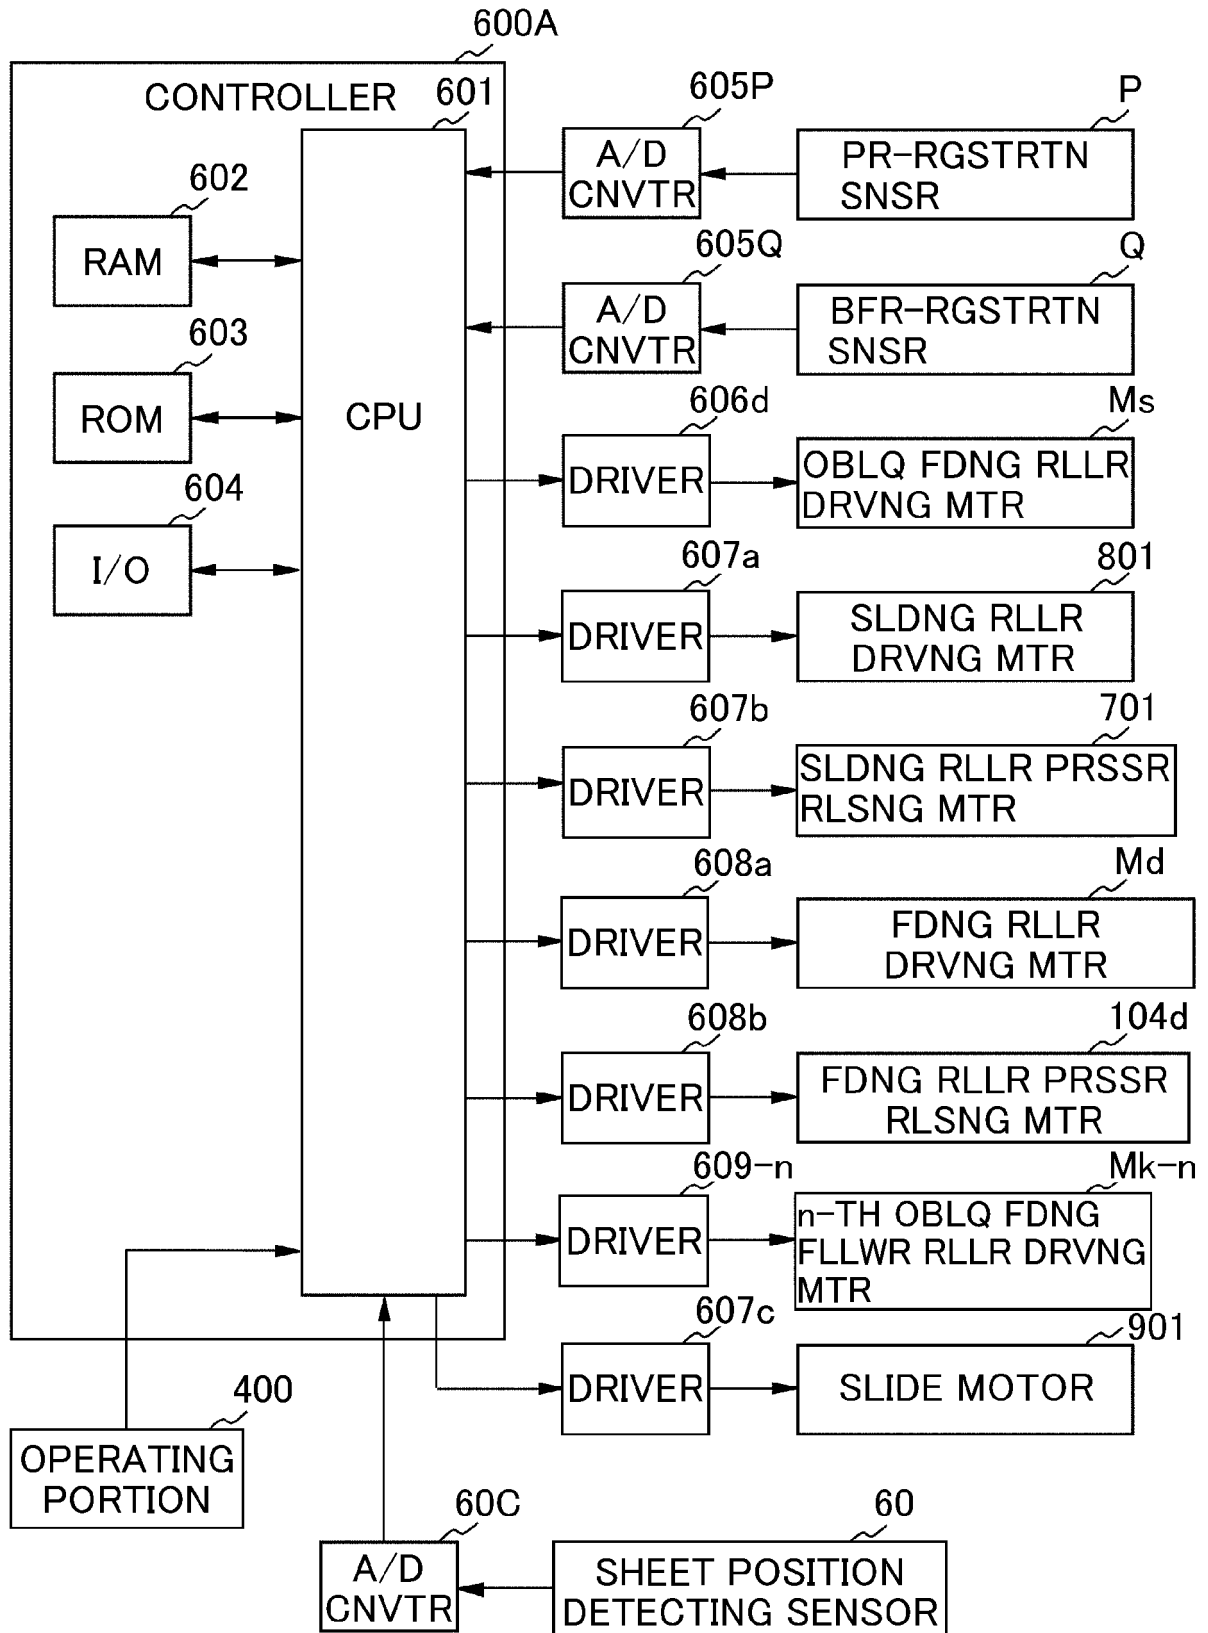 600A
CONTROLLER
601
CPU
602
RAM
603
ROM
604
I/O
605P
A/D
CNVTR
P
PR-RGSTRTN
SNSR
605Q
A/D
CNVTR
Q
BFR-RGSTRTN
SNSR
606d
DRIVER
Ms
OBLQ FDNG RLLR
DRVNG MTR
607a
DRIVER
801
SLDNG RLLR
DRVNG MTR
607b
DRIVER
701
SLDNG RLLR PRSSR
RLSNG MTR
608a
DRIVER
Md
FDNG RLLR
DRVNG MTR
608b
DRIVER
104d
FDNG RLLR PRSSR
RLSNG MTR
609-n
DRIVER
Mk-n
n-TH OBLQ FDNG
FLLWR RLLR DRVNG
MTR
607c
DRIVER
901
SLIDE MOTOR
400
OPERATING
PORTION
60C
A/D
CNVTR
60
SHEET POSITION
DETECTING SENSOR